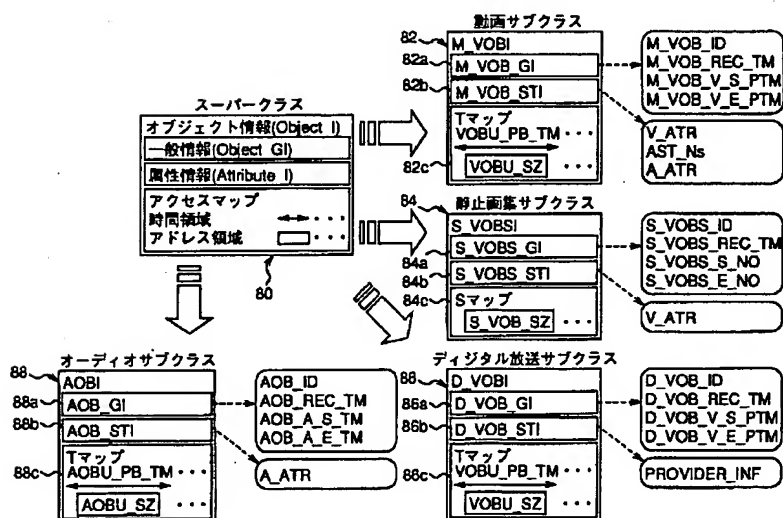 スーパークラス
オブジェクト情報(Object I)
一般情報(Object GI)
属性情報(Attribute I)
アクセスマップ
時間領域 ・・・
アドレス領域 ・・・
80
動画サブクラス
82
M_VOBI
82a
M_VOB_GI
82b
M_VOB_STI
Tマップ
VOBU_PB_TM ・・・
82c
VOBU_SZ ・・・
M_VOB_ID
M_VOB_REC_TM
M_VOB_V_S_PTM
M_VOB_V_E_PTM
V_ATR
AST_Ns
A_ATR
静止画集サブクラス
84
S_VOBSI
S_VOBS_GI
84a
S_VOBS_STI
84b
84c
Sマップ
S_VOB_SZ ・・・
S_VOBS_ID
S_VOBS_REC_TM
S_VOBS_S_NO
S_VOBS_E_NO
V_ATR
オーディオサブクラス
88
AOBI
88a
AOB_GI
88b
AOB_STI
Tマップ
88c
AOBU_PB_TM ・・・
AOBU_SZ ・・・
AOB_ID
AOB_REC_TM
AOB_A_S_TM
AOB_A_E_TM
A_ATR
ディジタル放送サブクラス
88
D_VOBI
86a
D_VOB_GI
86b
D_VOB_STI
Tマップ
86c
VOBU_PB_TM ・・・
VOBU_SZ ・・・
D_VOB_ID
D_VOB_REC_TM
D_VOB_V_S_PTM
D_VOB_V_E_PTM
PROVIDER_INF